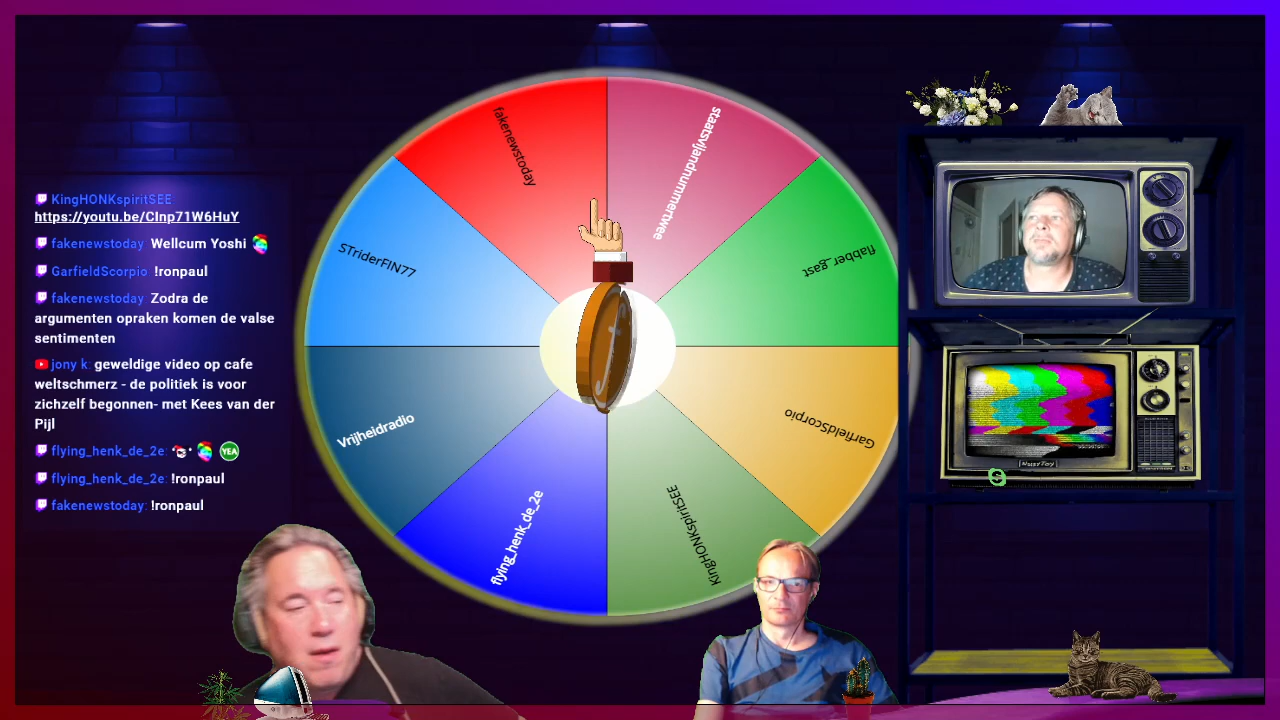 KingHONKspiritSEE
https://youtu.be/CInp71W6HuY
fakenewstoday: Wellcum Yoshi
GarfieldScorpio: !ronpaul
fakenewstoday: Zodra de
argumenten opraken komen de valse
sentimenten
jony k: geweldige video op cafe
weltschmerz - de politiek is voor
zichzelf begonnen- met Kees van der
Pijl
flying_henk_de_2e: YEA
flying_henk_de_2e: !ronpaul
fakenewstoday: !ronpaul
fakenewstoday
staatsvijandnummertwee
STriderFIN77
flabber_gast
Vrijheidradio
GarfieldScorpio
flying_henk_de_2e
KingHONKspiritSEE